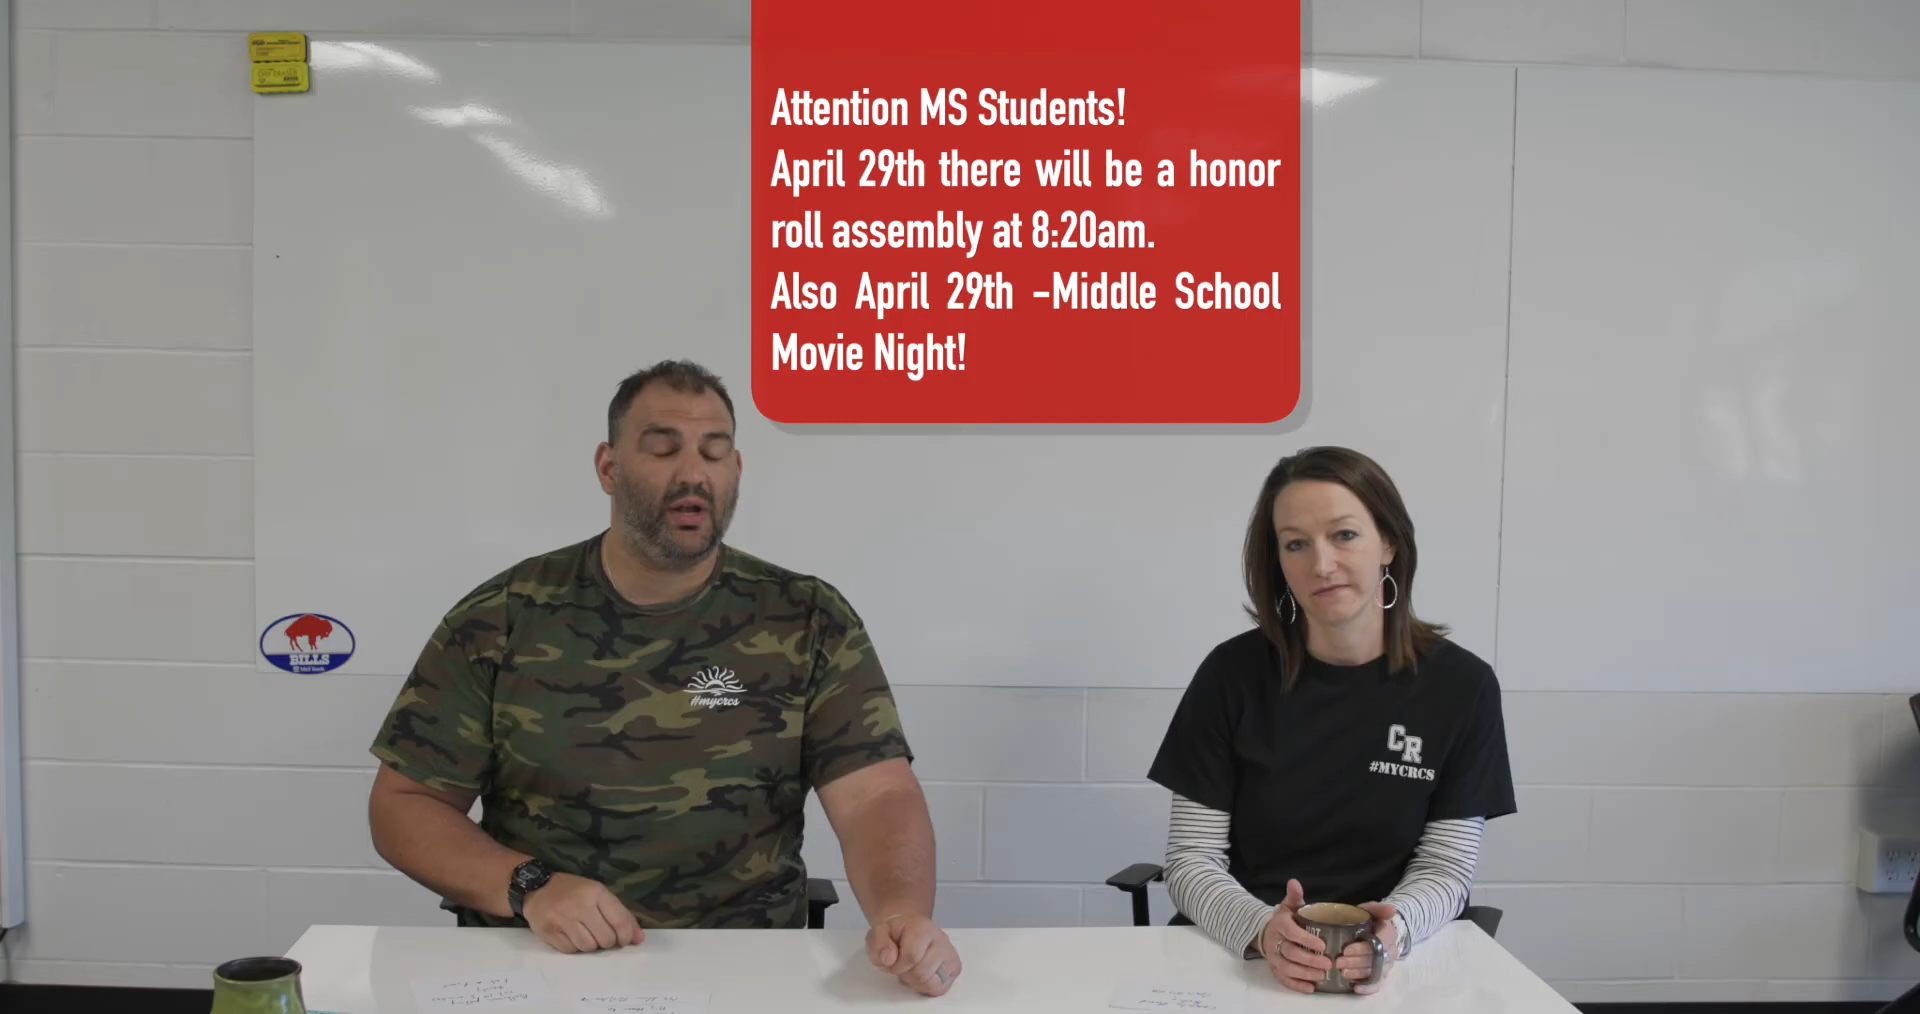 Attention MS Students!
April 29th there will be a honor
roll assembly at 8:20am.
Also April 29th -Middle School
Movie Night!
BILLS
#mycrcs
CR
#MYCRCS